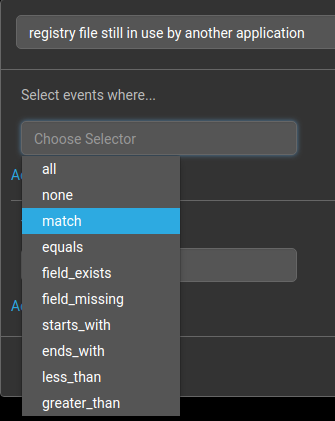 registry file still in use by another application
Select events where...
Choose Selector
all
none
match
equals
field_exists
field_missing
starts_with
ends_with
less_than
greater_than